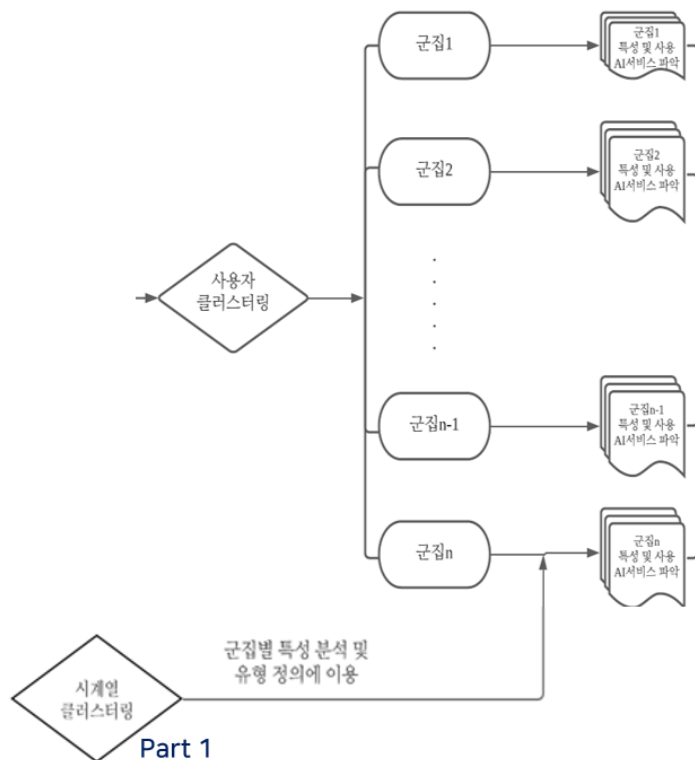 군집1
군집1
특성 및 사용
AI서비스 파악
군집2
군집2
특성 및 사용
AI서비스 파악
사용자
클러스터링
군집n-1
군집n-1
특성 및 사용
AI서비스 파악
군집n
군집n
특성 및 사용
AI서비스 파악
군집별 특성 분석 및
유형 정의에 이용
시계열
클러스터링
Part 1